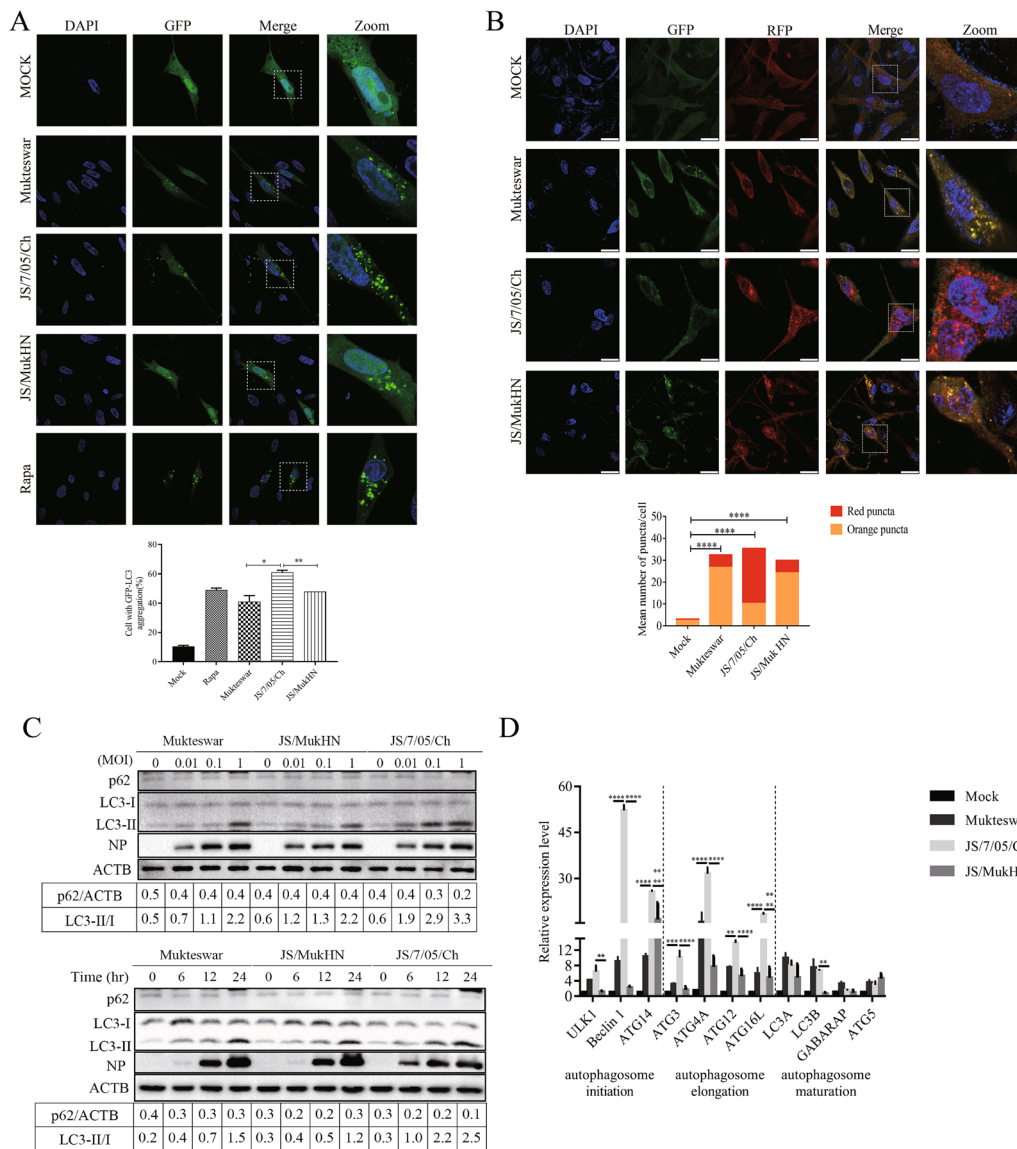 A
DAPI GFP Merge Zoom
MOCK
Mukteswar
JS/7/05/Ch
JS/MukHN
Rapa
Cell with GFP-LC3
aggregation(%)
80
60
40
20
0
* **
Mock Rapa Mukteswar JS/7/05/Ch JS/MukHN
B
DAPI GFP RFP Merge Zoom
MOCK
Mukteswar
JS/7/05/Ch
JS/MukHN
Mean number of puncta/cell
50
40
30
20
10
0
****
****
****
Red puncta
Orange puncta
Mock Mukteswar JS/7/05/Ch JS/Muk HN
C
Mukteswar JS/MukHN JS/7/05/Ch
(MOI) 0 0.01 0.1 1 0 0.01 0.1 1 0 0.01 0.1 1
p62
LC3-I
LC3-II
NP
ACTB
p62/ACTB 0.5 0.4 0.4 0.4 0.4 0.4 0.4 0.4 0.4 0.4 0.3 0.2
LC3-II/I 0.5 0.7 1.1 2.2 0.6 1.2 1.3 2.2 0.6 1.9 2.9 3.3
Mukteswar JS/MukHN JS/7/05/Ch
Time (hr) 0 6 12 24 0 6 12 24 0 6 12 24
p62
LC3-I
LC3-II
NP
ACTB
p62/ACTB 0.4 0.3 0.3 0.3 0.3 0.2 0.2 0.3 0.3 0.2 0.2 0.1
LC3-II/I 0.2 0.4 0.7 1.5 0.3 0.4 0.5 1.2 0.3 1.0 2.2 2.5
D
Relative expression level
60
45
30
12
8
4
0
** **** **** **** ** ** *** **** **** **** ** **** **** ** ** **
Mock
Muktesw
JS/7/05/C
JS/MukH
ULK1 Beclin 1 ATG14 ATG3 ATG4A ATG12 ATG16L LC3A LC3B GABARAP ATG5
autophagosome
initiation
autophagosome
elongation
autophagosome
maturation